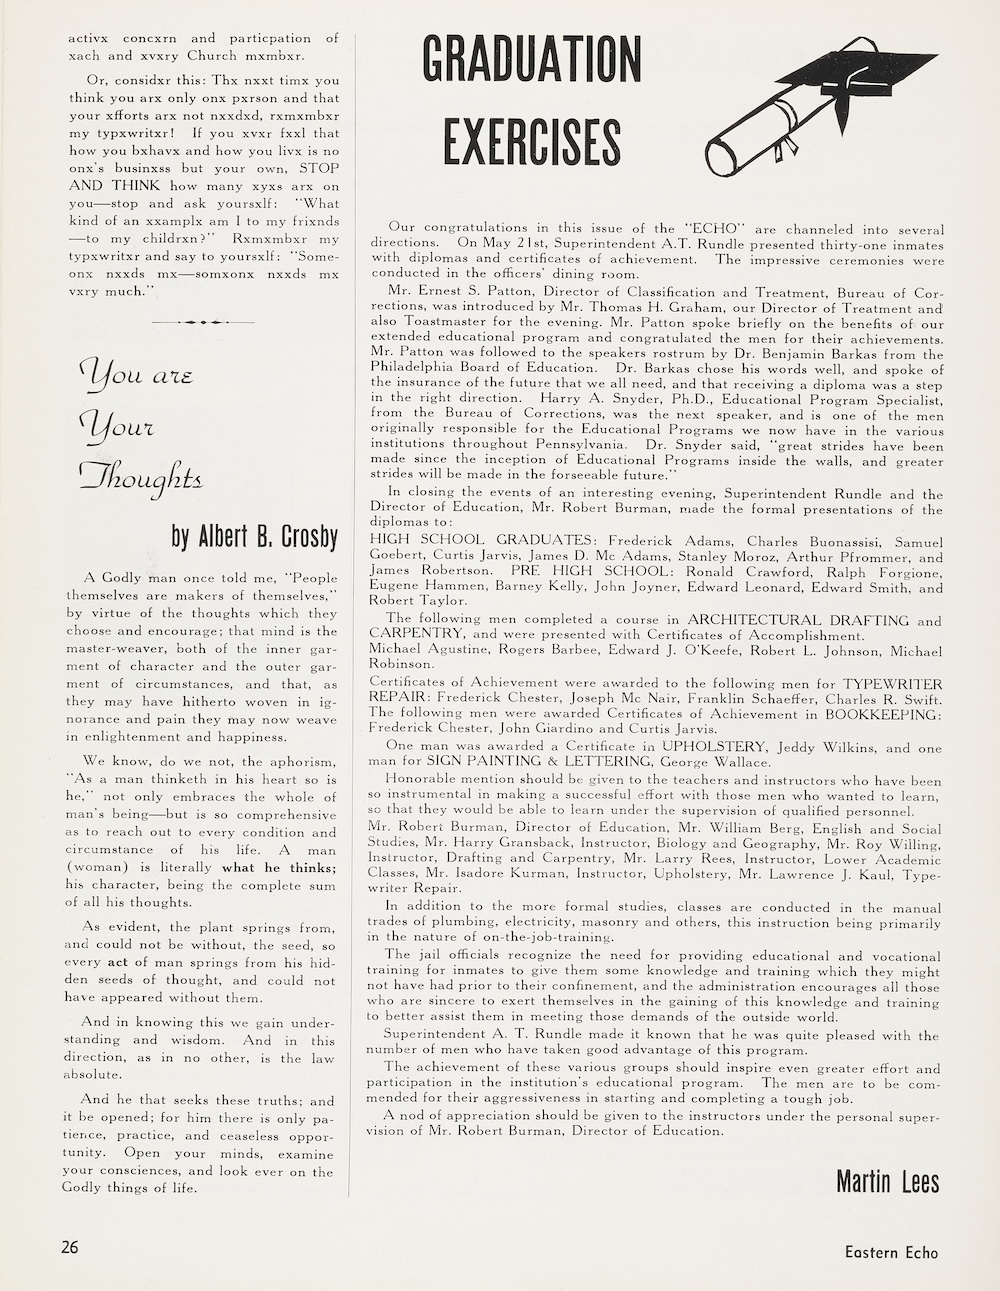 activx concxrn and particpation of
xach and xvxry Church mxmbxr.
Or, considxr this: Thx nxxt timx you
think you arx only onx pxrson and that
your xfforts arx not nxxdxd, rxmxmbxr
my typxwritxr! If you xvxr fxxl that
how you bxhavx and how you livx is no
onx's businxss but your own, STOP
AND THINK how many xyxs arx on
you—stop and ask yoursxlf: "What
kind of an xxamplx am I to my frixnds
—to my childrxn?" Rxmxmbxr my
typxwritxr and say to yoursxlf: "Some-
onx nxxds mx—somxonx nxxds mx
vxry much."
You are
Your
Thoughts
by Albert B. Crosby
A Godly man once told me, "People
themselves are makers of themselves,"
by virtue of the thoughts which they
choose and encourage; that mind is the
master-weaver, both of the inner gar-
ment of character and the outer gar-
ment of circumstances, and that, as
they may have hitherto woven in ig-
norance and pain they may now weave
in enlightenment and happiness.
We know, do we not, the aphorism,
"As a man thinketh in his heart so is
he," not only embraces the whole of
man's being—but is so comprehensive
as to reach out to every condition and
circumstance of his life. A man
(woman) is literally what he thinks;
his character, being the complete sum
of all his thoughts.
As evident, the plant springs from,
and could not be without, the seed, so
every act of man springs from his hid-
den seeds of thought, and could not
have appeared without them.
And in knowing this we gain under-
standing and wisdom. And in this
direction, as in no other, is the law
absolute.
And he that seeks these truths; and
it be opened; for him there is only pa-
tience, practice, and ceaseless oppor-
tunity. Open your minds, examine
your consciences, and look ever on the
Godly things of life.
GRADUATION
EXERCISES
Our congratulations in this issue of the "ECHO" are channeled into several
directions. On May 21st, Superintendent A.T. Rundle presented thirty-one inmates
with diplomas and certificates of achievement. The impressive ceremonies were
conducted in the officers' dining room.
Mr. Ernest S. Patton, Director of Classification and Treatment, Bureau of Cor-
rections, was introduced by Mr. Thomas H. Graham, our Director of Treatment and
also Toastmaster for the evening. Mr. Patton spoke briefly on the benefits of our
extended educational program and congratulated the men for their achievements.
Mr. Patton was followed to the speakers rostrum by Dr. Benjamin Barkas from the
Philadelphia Board of Education. Dr. Barkas chose his words well, and spoke of
the insurance of the future that we all need, and that receiving a diploma was a step
in the right direction. Harry A. Snyder, Ph.D., Educational Program Specialist,
from the Bureau of Corrections, was the next speaker, and is one of the men
originally responsible for the Educational Programs we now have in the various
institutions throughout Pennsylvania. Dr. Snyder said, "great strides have been
made since the inception of Educational Programs inside the walls, and greater
strides will be made in the forseeable future."
In closing the events of an interesting evening, Superintendent Rundle and the
Director of Education, Mr. Robert Burman, made the formal presentations of the
diplomas to:
HIGH SCHOOL GRADUATES: Frederick Adams, Charles Buonassisi, Samuel
Goebert, Curtis Jarvis, James D. Mc Adams, Stanley Moroz, Arthur Pfrommer, and
James Robertson. PRE HIGH SCHOOL: Ronald Crawford, Ralph Forgione,
Eugene Hammen, Barney Kelly, John Joyner, Edward Leonard, Edward Smith, and
Robert Taylor.
The following men completed a course in ARCHITECTURAL DRAFTING and
CARPENTRY, and were presented with Certificates of Accomplishment.
Michael Agustine, Rogers Barbee, Edward J. O'Keefe, Robert L. Johnson, Michael
Robinson.
Certificates of Achievement were awarded to the following men for TYPEWRITER
REPAIR: Frederick Chester, Joseph Mc Nair, Franklin Schaeffer, Charles R. Swift.
The following men were awarded Certificates of Achievement in BOOKKEEPING:
Frederick Chester, John Giardino and Curtis Jarvis.
One man was awarded a Certificate in UPHOLSTERY, Jeddy Wilkins, and one
man for SIGN PAINTING & LETTERING, George Wallace.
Honorable mention should be given to the teachers and instructors who have been
so instrumental in making a successful effort with those men who wanted to learn,
so that they would be able to learn under the supervision of qualified personnel.
Mr. Robert Burman, Director of Education, Mr. William Berg, English and Social
Studies, Mr. Harry Gransback, Instructor, Biology and Geography, Mr. Roy Willing,
Instructor, Drafting and Carpentry, Mr. Larry Rees, Instructor, Lower Academic
Classes, Mr. Isadore Kurman, Instructor, Upholstery, Mr. Lawrence J. Kaul, Type-
writer Repair.
In addition to the more formal studies, classes are conducted in the manual
trades of plumbing, electricity, masonry and others, this instruction being primarily
in the nature of on-the-job-training.
The jail officials recognize the need for providing educational and vocational
training for inmates to give them some knowledge and training which they might
not have had prior to their confinement, and the administration encourages all those
who are sincere to exert themselves in the gaining of this knowledge and training
to better assist them in meeting those demands of the outside world.
Superintendent A. T. Rundle made it known that he was quite pleased with the
number of men who have taken good advantage of this program.
The achievement of these various groups should inspire even greater effort and
participation in the institution's educational program. The men are to be com-
mended for their aggressiveness in starting and completing a tough job.
A nod of appreciation should be given to the instructors under the personal super-
vision of Mr. Robert Burman, Director of Education.
Martin Lees
26
Eastern Echo